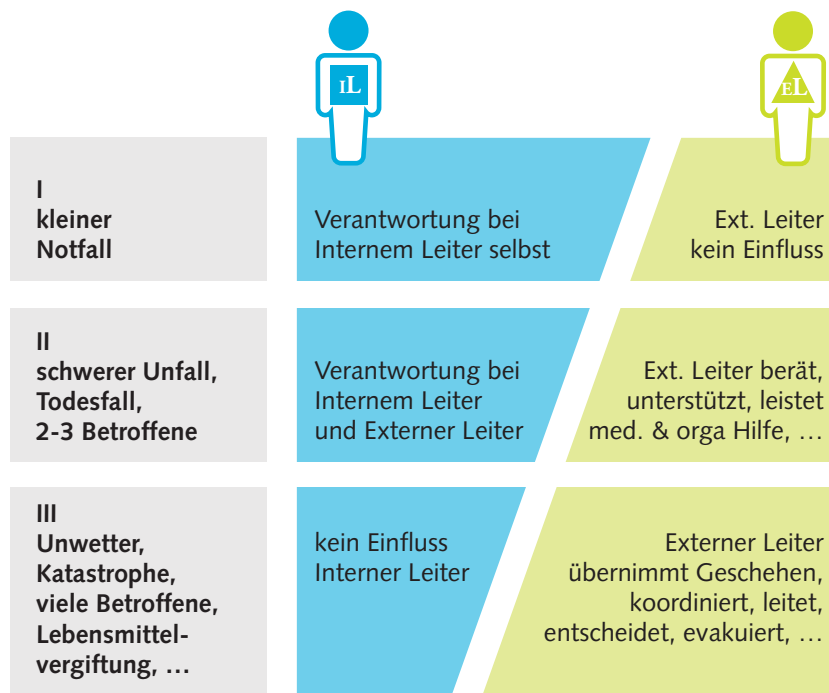 IL
EL
I
kleiner
Notfall
Verantwortung bei
Internem Leiter selbst
Ext. Leiter
kein Einfluss
II
schwerer Unfall,
Todesfall,
2-3 Betroffene
Verantwortung bei
Internem Leiter
und Externer Leiter
Ext. Leiter berät,
unterstützt, leistet
med. & orga Hilfe, …
III
Unwetter,
Katastrophe,
viele Betroffene,
Lebensmittel-
vergiftung, …
kein Einfluss
Interner Leiter
Externer Leiter
übernimmt Geschehen,
koordiniert, leitet,
entscheidet, evakuiert, …